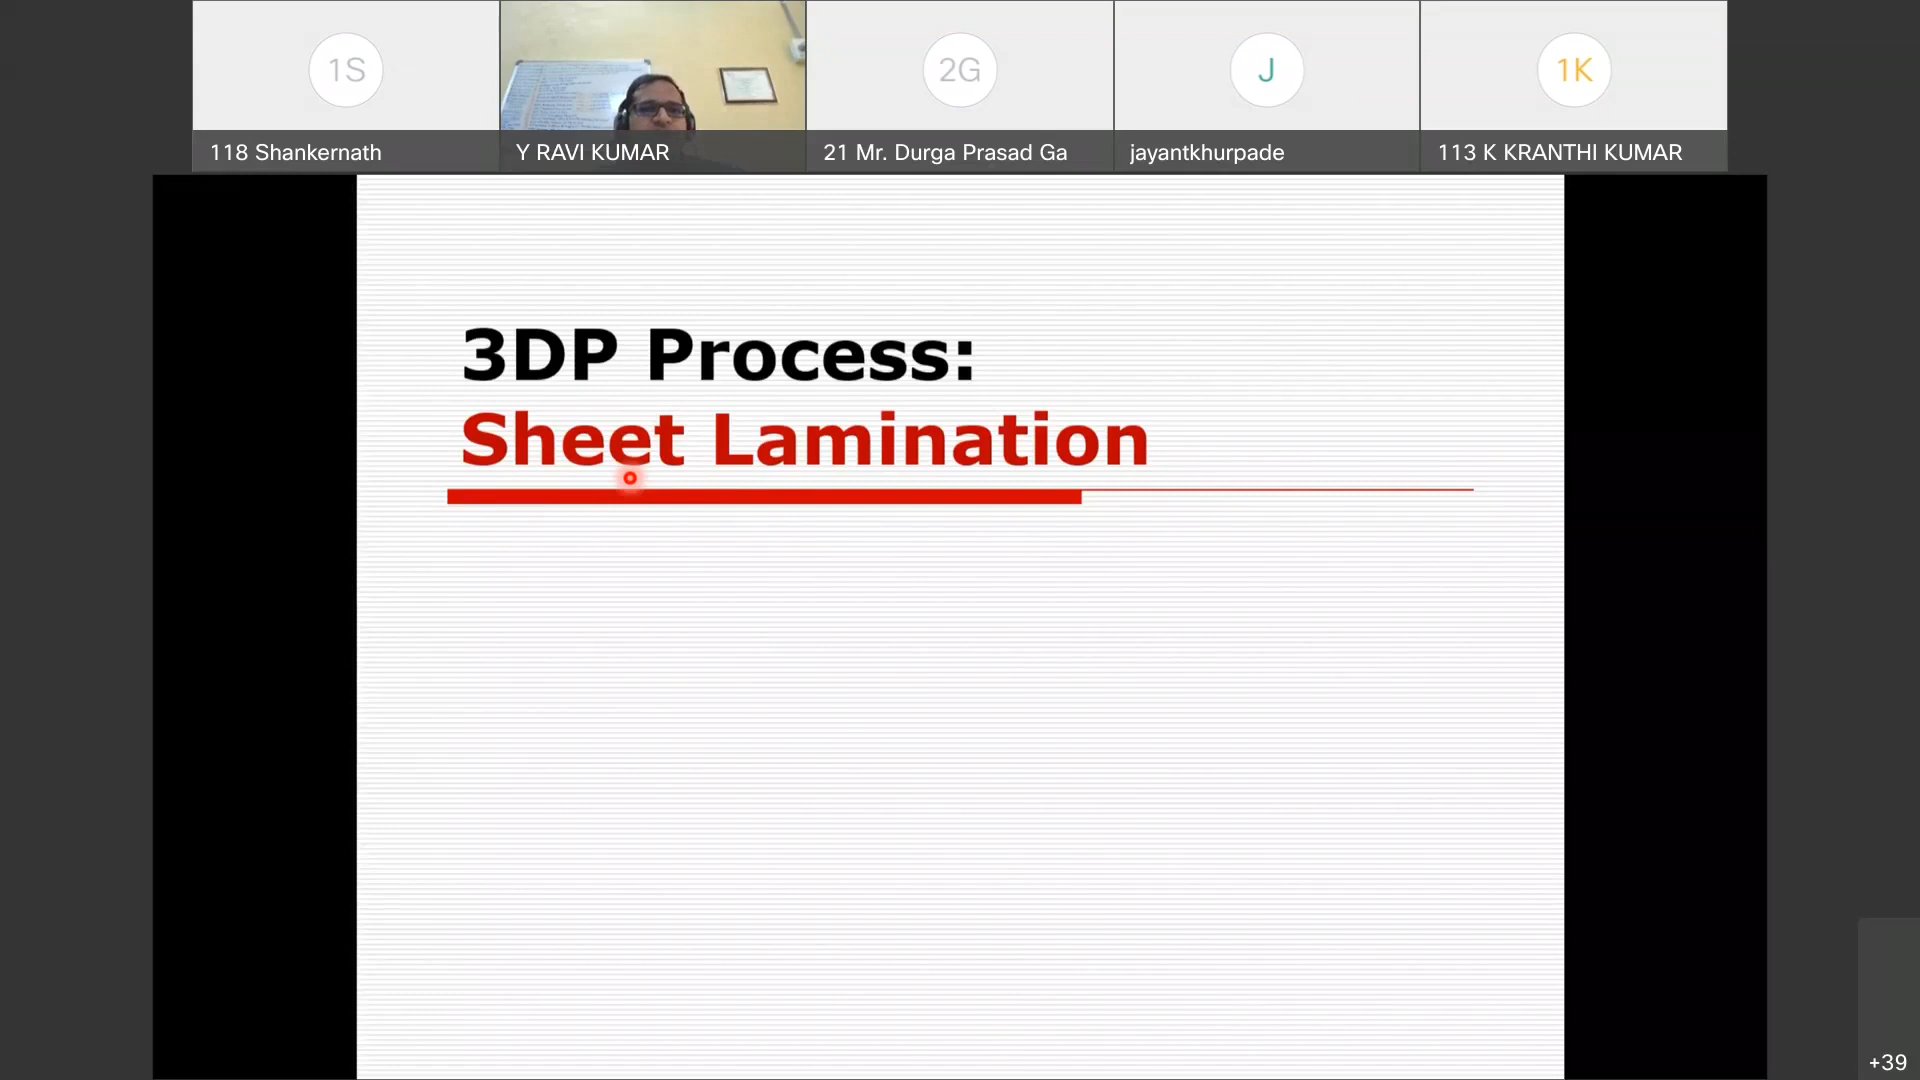 1S
2G
J
1K
118 Shankernath
Y RAVI KUMAR
21 Mr. Durga Prasad Ga
jayantkhurpade
113 K KRANTHI KUMAR
3DP Process:
Sheet Lamination
+39